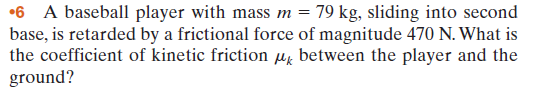 •6 A baseball player with mass m = 79 kg, sliding into second
base, is retarded by a frictional force of magnitude 470 N. What is
the coefficient of kinetic friction μk between the player and the
ground?